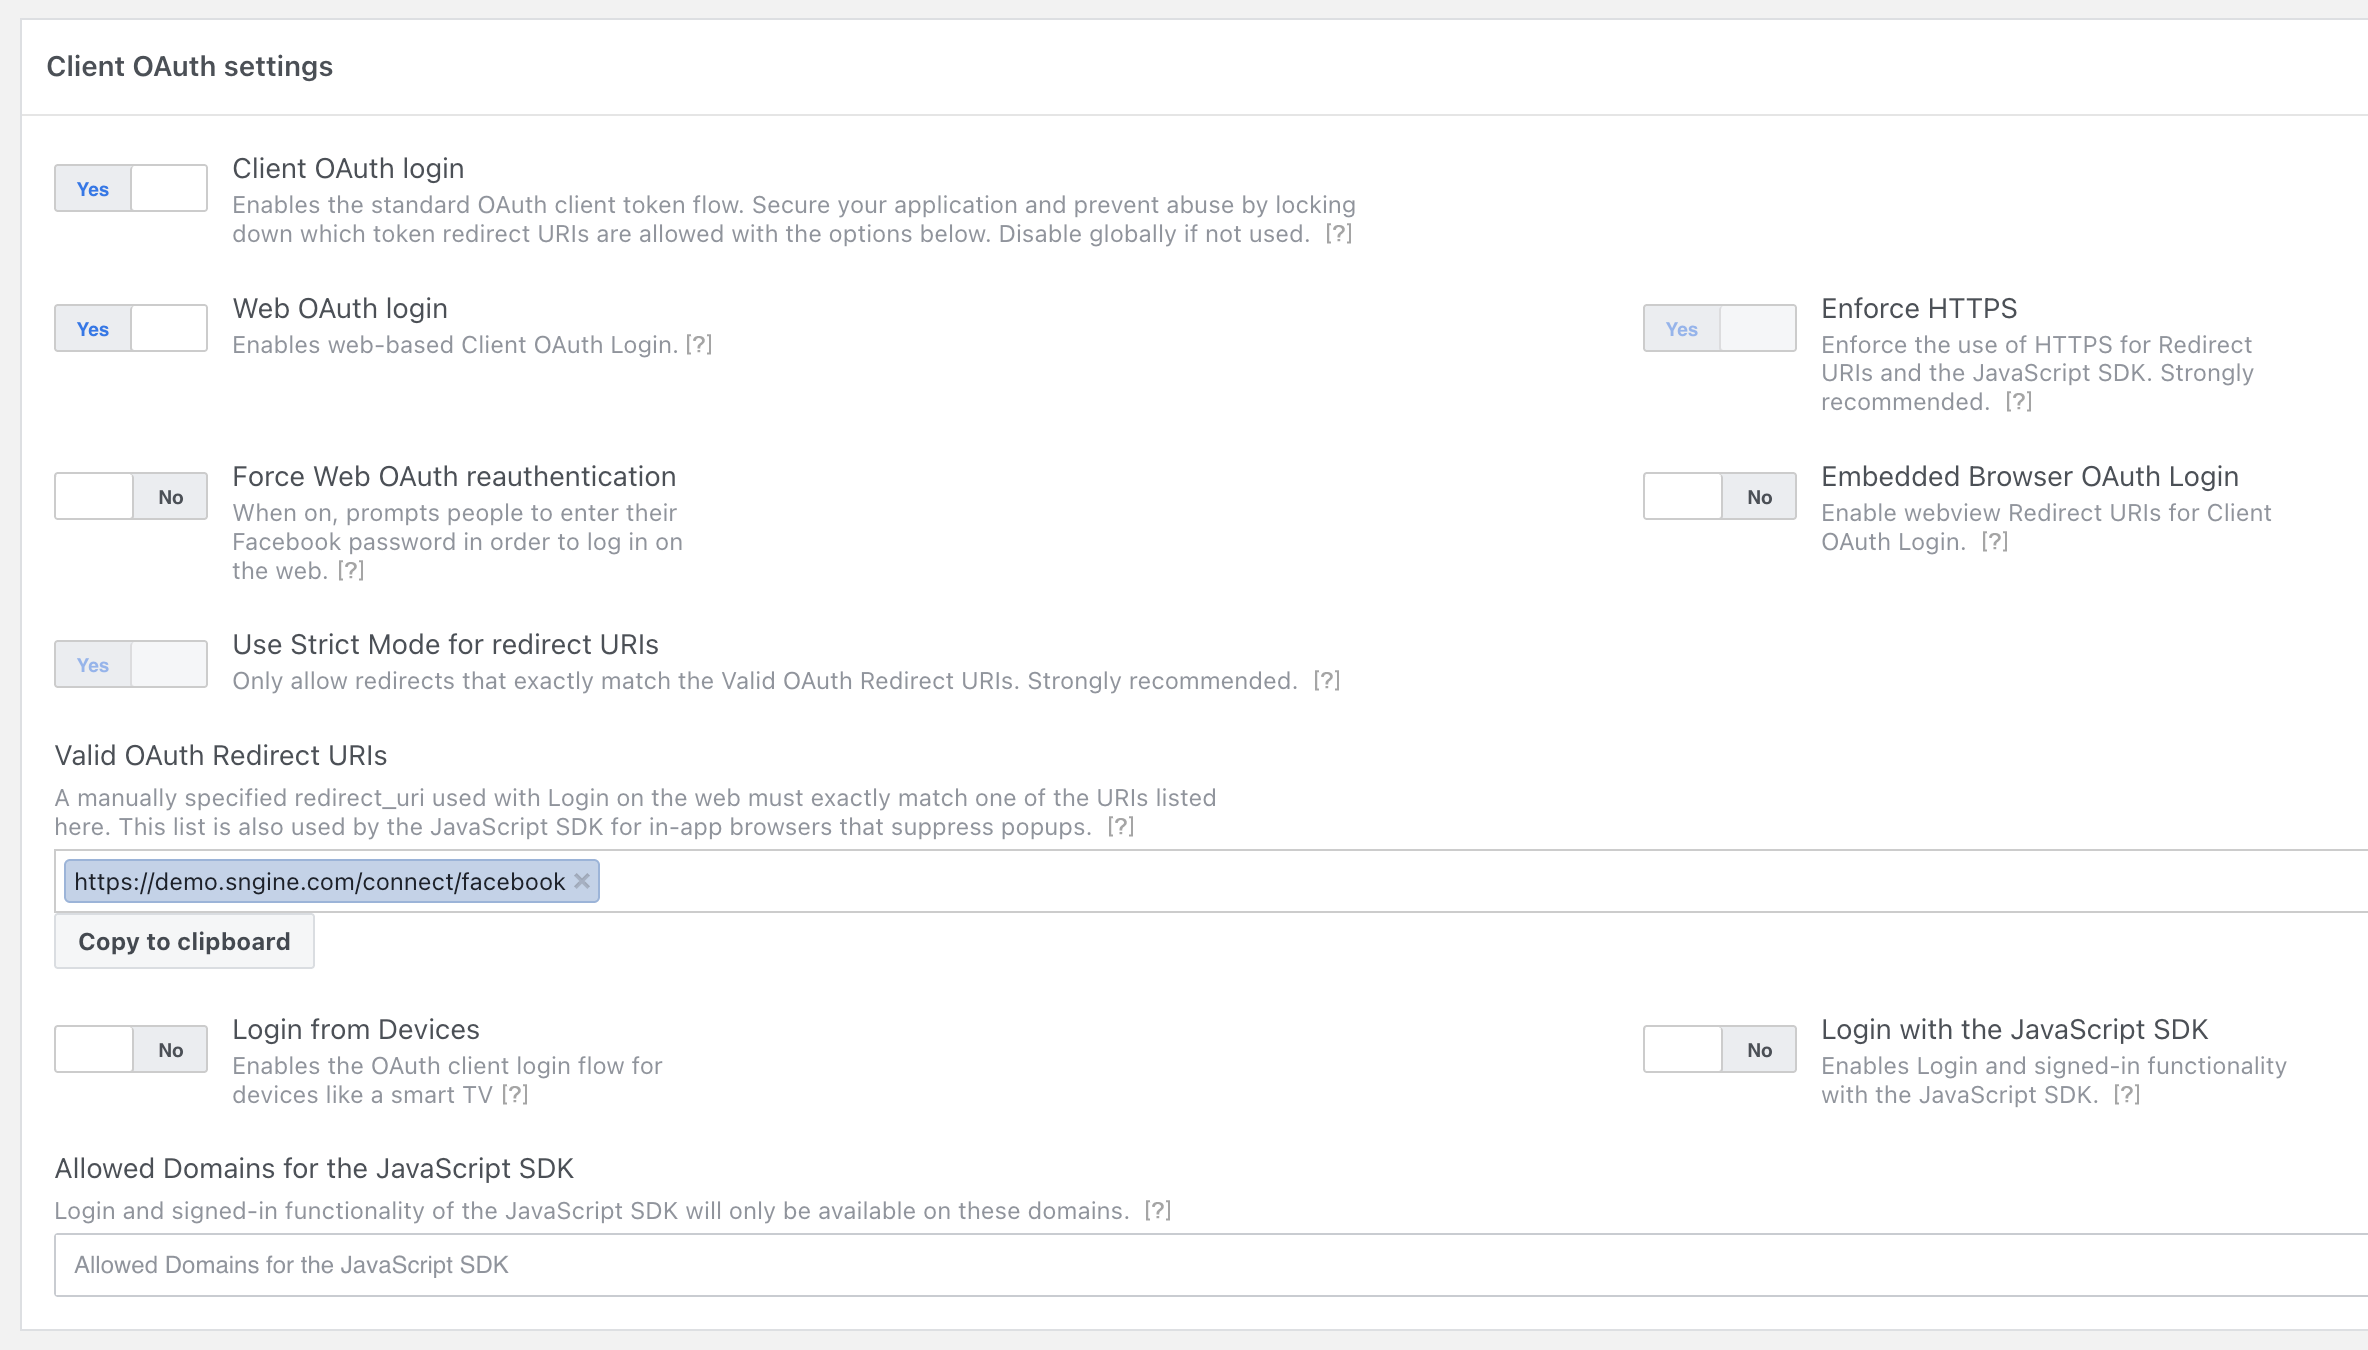 Client OAuth settings
Yes
Client OAuth login
Enables the standard OAuth client token flow. Secure your application and prevent abuse by locking
down which token redirect URIs are allowed with the options below. Disable globally if not used. [?]
Yes
Web OAuth login
Enables web-based Client OAuth Login. [?]
Yes
Enforce HTTPS
Enforce the use of HTTPS for Redirect
URIs and the JavaScript SDK. Strongly
recommended. [?]
No
Force Web OAuth reauthentication
When on, prompts people to enter their
Facebook password in order to log in on
the web. [?]
No
Embedded Browser OAuth Login
Enable webview Redirect URIs for Client
OAuth Login. [?]
Yes
Use Strict Mode for redirect URIs
Only allow redirects that exactly match the Valid OAuth Redirect URIs. Strongly recommended. [?]
Valid OAuth Redirect URIs
A manually specified redirect_uri used with Login on the web must exactly match one of the URIs listed
here. This list is also used by the JavaScript SDK for in-app browsers that suppress popups. [?]
https://demo.sngine.com/connect/facebook
Copy to clipboard
No
Login from Devices
Enables the OAuth client login flow for
devices like a smart TV [?]
No
Login with the JavaScript SDK
Enables Login and signed-in functionality
with the JavaScript SDK. [?]
Allowed Domains for the JavaScript SDK
Login and signed-in functionality of the JavaScript SDK will only be available on these domains. [?]
Allowed Domains for the JavaScript SDK